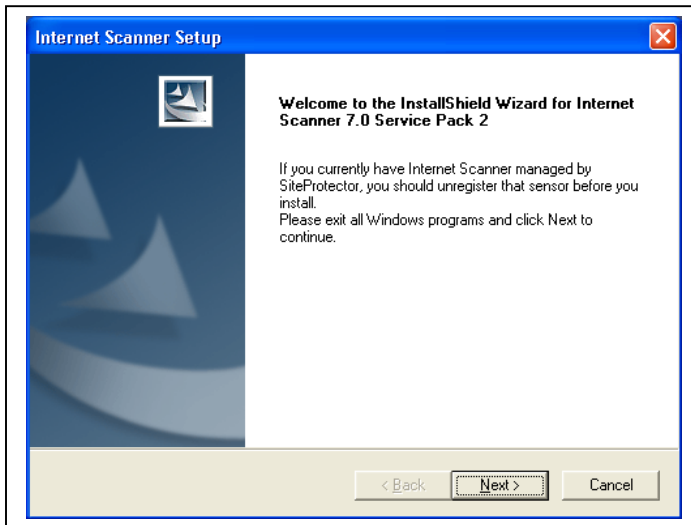 Internet Scanner Setup
Welcome to the InstallShield Wizard for Internet
Scanner 7.0 Service Pack 2
If you currently have Internet Scanner managed by
SiteProtector, you should unregister that sensor before you
install.
Please exit all Windows programs and click Next to
continue.
< Back Next > Cancel